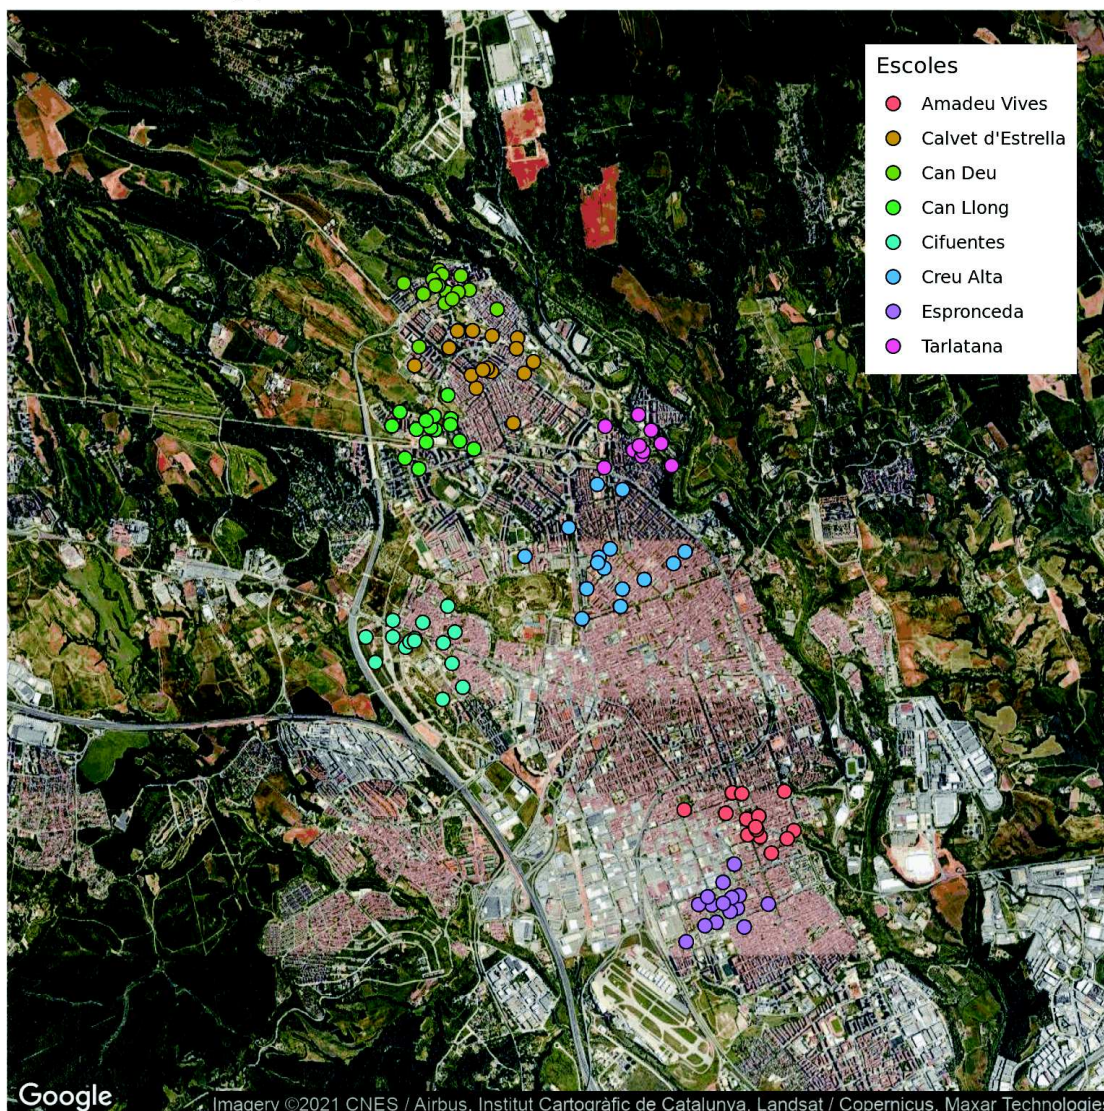 Escoles
Amadeu Vives
Calvet d'Estrella
Can Deu
Can Llong
Cifuentes
Creu Alta
Espronceda
Tarlatana
Google
Imagery ©2021 CNES / Airbus, Institut Cartogràfic de Catalunya, Landsat / Copernicus, Maxar Technologies